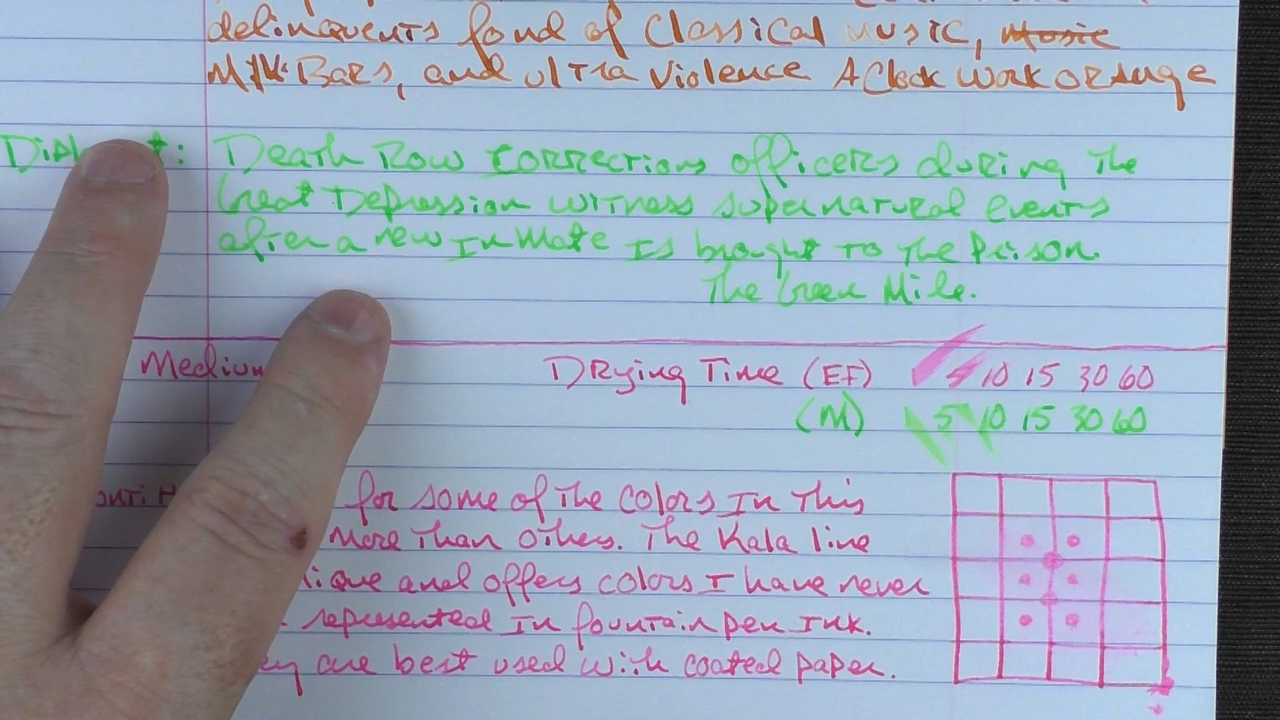 delinquents fond of Classical music, Music
Milk Bars, and ultra Violence A Clock Work Orange
Death Row corrections officers during The
Great Depression witness supernatural events
after a new Inmate Is brought to The Prison.
The Green Mile.
Medium
Drying Time (EF) 5 10 15 30 60
(M) 5 10 15 30 60
for some of The Colors In This
More Than others. The Kala line
and offers colors I have never
represented In fountain pen Ink.
are best used with coated paper.